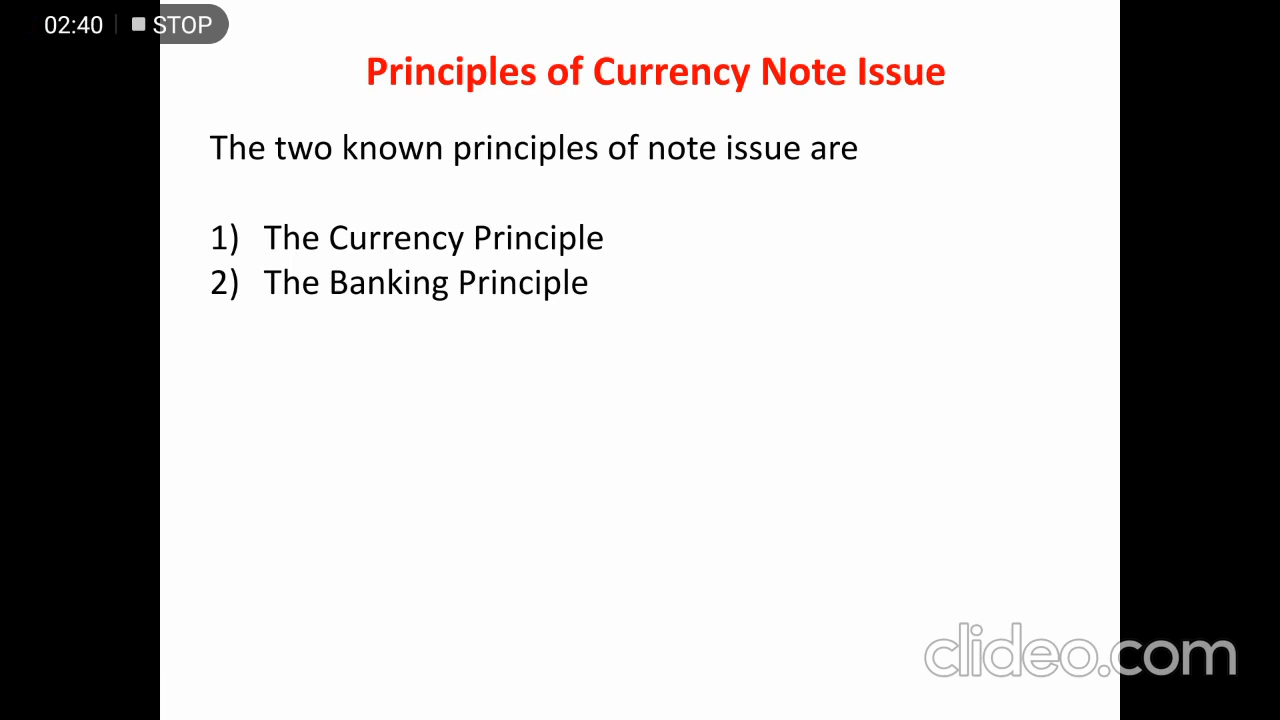 02:40 STOP
Principles of Currency Note Issue
The two known principles of note issue are
1) The Currency Principle
2) The Banking Principle
clideo.com